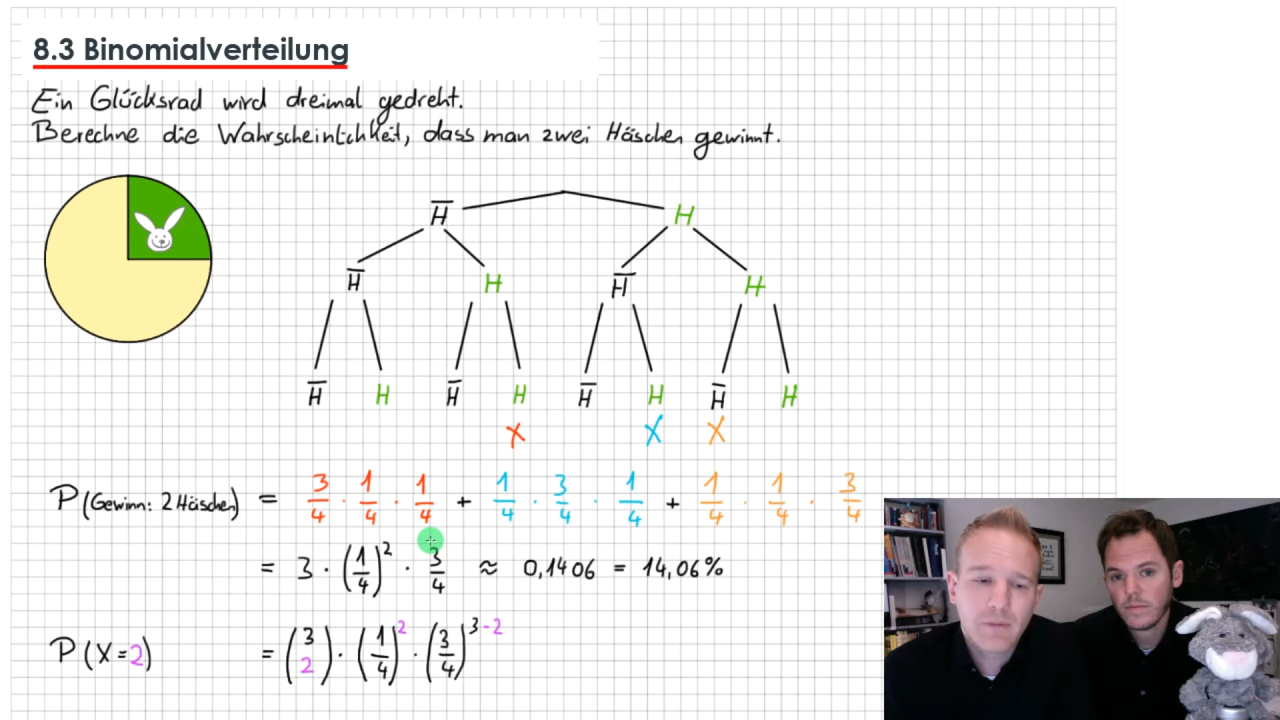 8.3 Binomialverteilung
Ein Glücksrad wird dreimal gedreht.
Berechne die Wahrscheinlichkeit, dass man zwei Häschen gewinnt.
H̅ H
H̅ H H̅ H
H̅ H H̅ H H̅ H H̅ H
X X X
P(Gewinn: 2 Häschen) = 3/4 · 1/4 · 1/4 + 1/4 · 3/4 · 1/4 + 1/4 · 1/4 · 3/4
= 3 · (1/4)² · 3/4 ≈ 0,1406 = 14,06%
P(X=2) = (3 2) · (1/4)² · (3/4)³⁻²